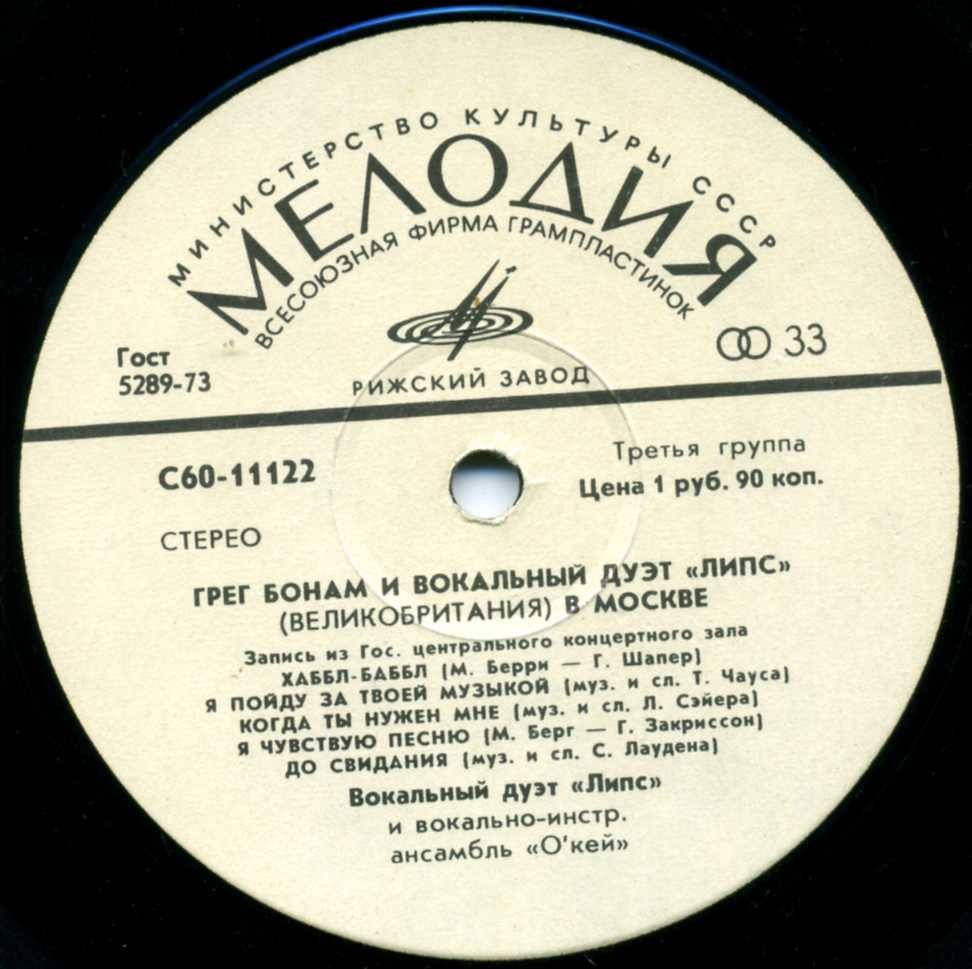 МИНИСТЕРСТВО КУЛЬТУРЫ СССР
МЕЛОДИЯ
ВСЕСОЮЗНАЯ ФИРМА ГРАМПЛАСТИНОК
Гост
5289-73
33
РИЖСКИЙ ЗАВОД
С60-11122
Третья группа
Цена 1 руб. 90 коп.
СТЕРЕО
ГРЕГ БОНАМ И ВОКАЛЬНЫЙ ДУЭТ «ЛИПС»
(ВЕЛИКОБРИТАНИЯ) В МОСКВЕ
Запись из Гос. центрального концертного зала
ХАББЛ-БАББЛ (М. Берри — Г. Шапер)
Я ПОЙДУ ЗА ТВОЕЙ МУЗЫКОЙ (муз. и сл. Т. Чауса)
КОГДА ТЫ НУЖЕН МНЕ (муз. и сл. Л. Сэйера)
Я ЧУВСТВУЮ ПЕСНЮ (М. Берг — Г. Закриссон)
ДО СВИДАНИЯ (муз. и сл. С. Лаудена)
Вокальный дуэт «Липс»
и вокально-инстр.
ансамбль «О'кей»